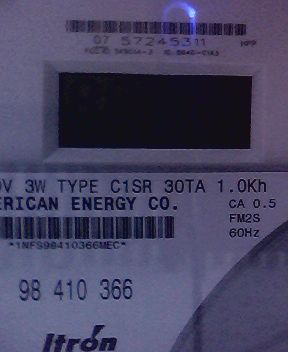 07 57245311
0V 3W TYPE C1SR 30TA 1.0Kh
ERICAN ENERGY CO. CA 0.5
FM2S
60Hz
*1NFS98410366MEC*
98 410 366
Itrón